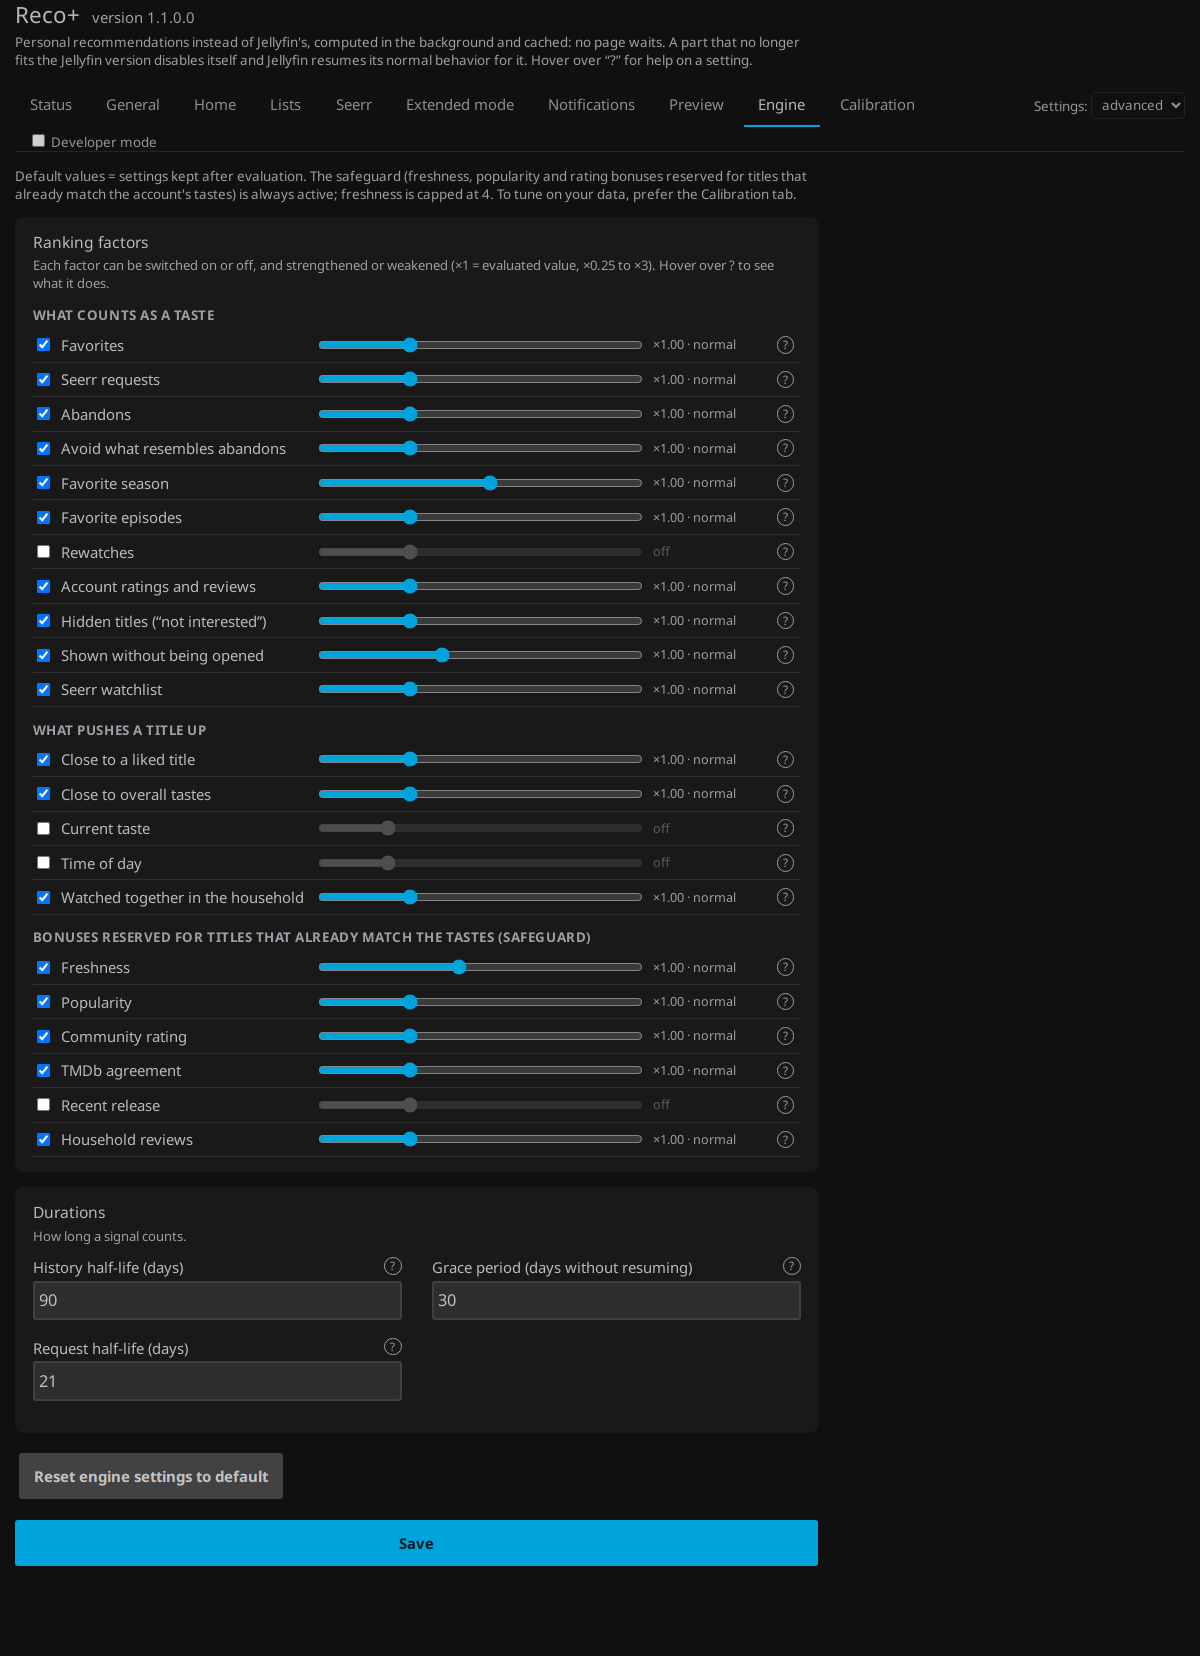 Reco+ version 1.1.0.0
Personal recommendations instead of Jellyfin's, computed in the background and cached: no page waits. A part that no longer
fits the Jellyfin version disables itself and Jellyfin resumes its normal behavior for it. Hover over “?” for help on a setting.
Status General Home Lists Seerr Extended mode Notifications Preview Engine Calibration Settings: advanced
Developer mode
Default values = settings kept after evaluation. The safeguard (freshness, popularity and rating bonuses reserved for titles that
already match the account's tastes) is always active; freshness is capped at 4. To tune on your data, prefer the Calibration tab.
Ranking factors
Each factor can be switched on or off, and strengthened or weakened (×1 = evaluated value, ×0.25 to ×3). Hover over ? to see
what it does.
WHAT COUNTS AS A TASTE
Favorites ×1.00 · normal ?
Seerr requests ×1.00 · normal ?
Abandons ×1.00 · normal ?
Avoid what resembles abandons ×1.00 · normal ?
Favorite season ×1.00 · normal ?
Favorite episodes ×1.00 · normal ?
Rewatches off ?
Account ratings and reviews ×1.00 · normal ?
Hidden titles (“not interested”) ×1.00 · normal ?
Shown without being opened ×1.00 · normal ?
Seerr watchlist ×1.00 · normal ?
WHAT PUSHES A TITLE UP
Close to a liked title ×1.00 · normal ?
Close to overall tastes ×1.00 · normal ?
Current taste off ?
Time of day off ?
Watched together in the household ×1.00 · normal ?
BONUSES RESERVED FOR TITLES THAT ALREADY MATCH THE TASTES (SAFEGUARD)
Freshness ×1.00 · normal ?
Popularity ×1.00 · normal ?
Community rating ×1.00 · normal ?
TMDb agreement ×1.00 · normal ?
Recent release off ?
Household reviews ×1.00 · normal ?
Durations
How long a signal counts.
History half-life (days) ? Grace period (days without resuming) ?
90 30
Request half-life (days) ?
21
Reset engine settings to default
Save